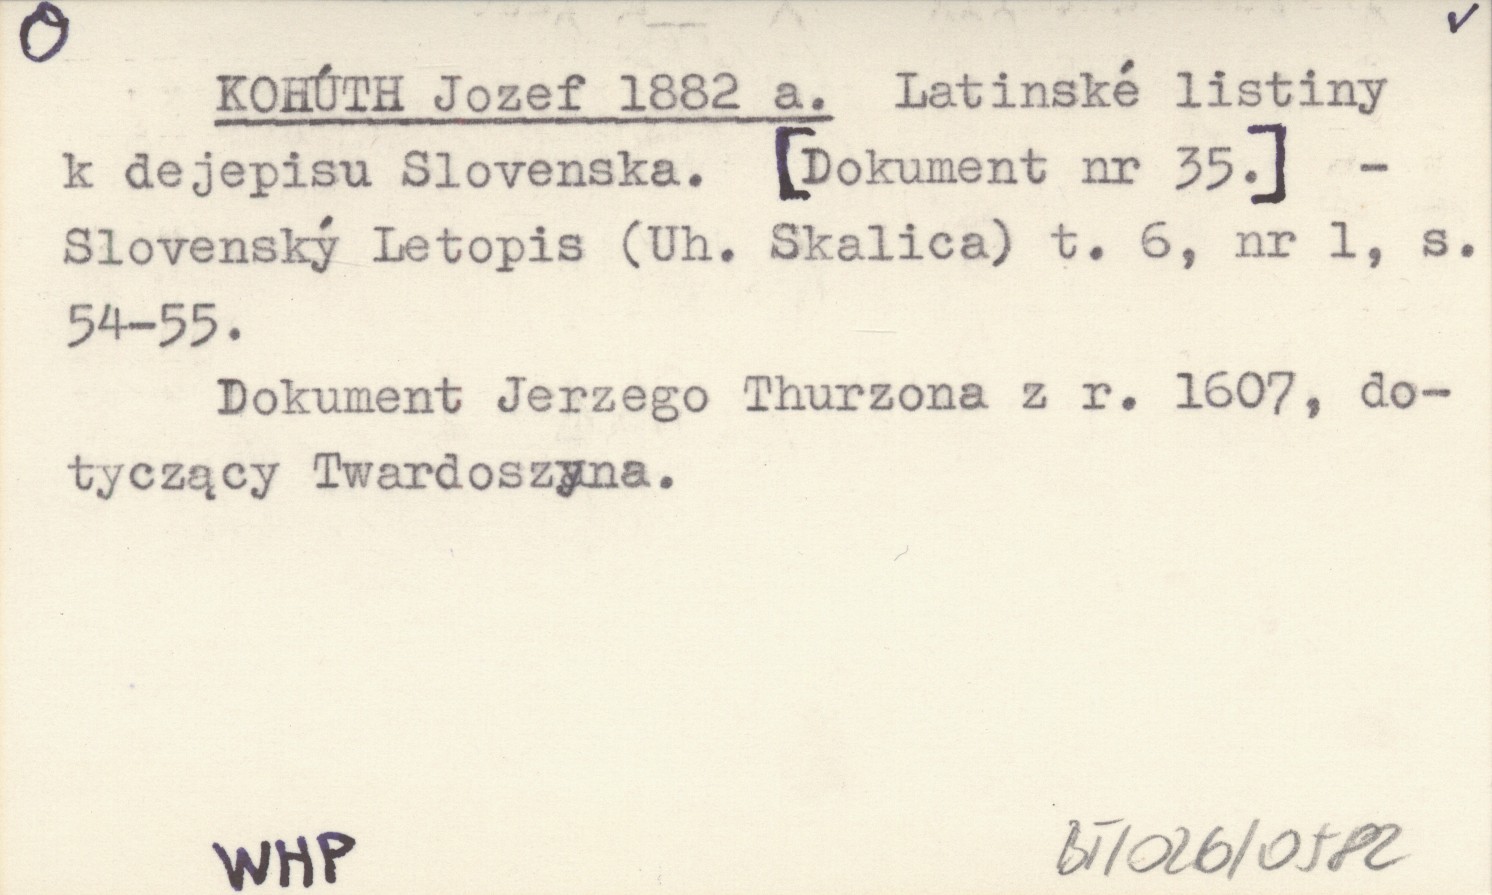 O ✓
KOHÚTH Jozef 1882 a. Latinské listiny
k dejepisu Slovenska. [Dokument nr 35.] -
Slovenský Letopis (Uh. Skalica) t. 6, nr 1, s.
54-55.
Dokument Jerzego Thurzona z r. 1607, do-
tyczący Twardoszyna.
WHP BT/026/0582